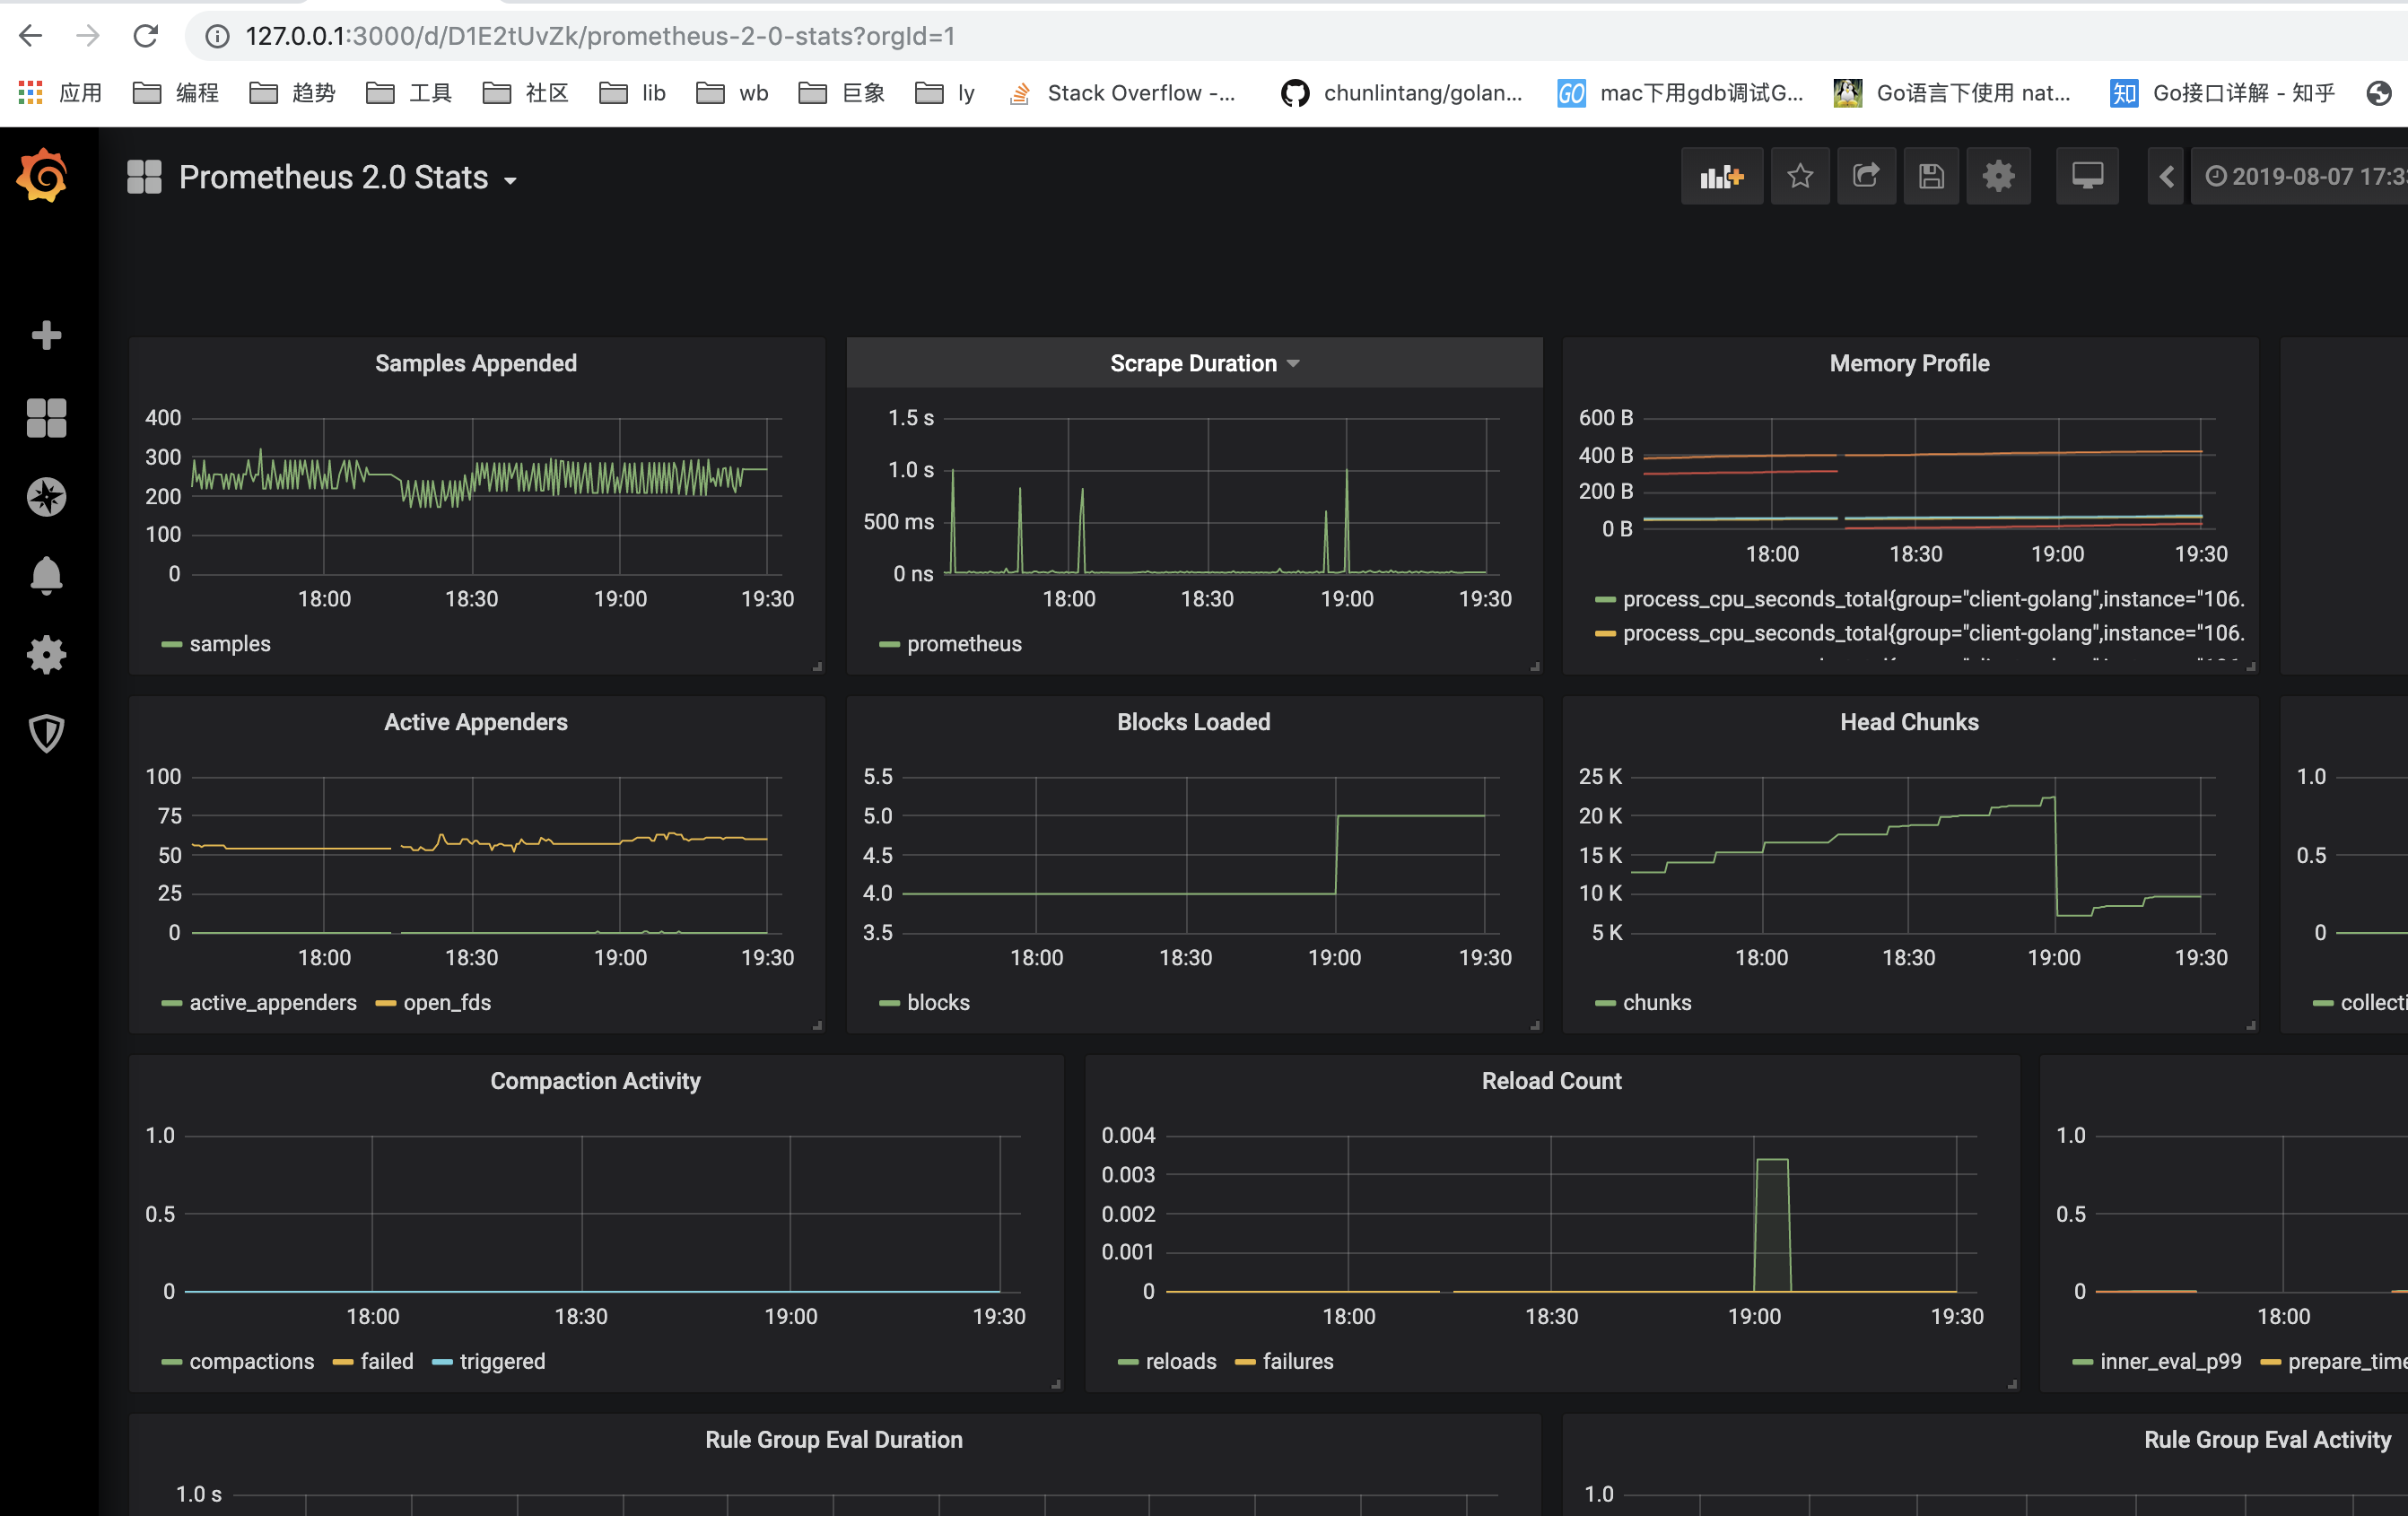 127.0.0.1:3000/d/D1E2tUvZk/prometheus-2-0-stats?orgId=1
应用 编程 趋势 工具 社区 lib wb 巨象 ly Stack Overflow -... chunlintang/golan... GO mac下用gdb调试G... Go语言下使用 nat... 知 Go接口详解 - 知乎
Prometheus 2.0 Stats
2019-08-07 17:3
Samples Appended
400
300
200
100
0
18:00 18:30 19:00 19:30
samples
Scrape Duration
1.5 s
1.0 s
500 ms
0 ns
18:00 18:30 19:00 19:30
prometheus
Memory Profile
600 B
400 B
200 B
0 B
18:00 18:30 19:00 19:30
process_cpu_seconds_total{group="client-golang",instance="106.
process_cpu_seconds_total{group="client-golang",instance="106.
Active Appenders
100
75
50
25
0
18:00 18:30 19:00 19:30
active_appenders open_fds
Blocks Loaded
5.5
5.0
4.5
4.0
3.5
18:00 18:30 19:00 19:30
blocks
Head Chunks
25 K
20 K
15 K
10 K
5 K
18:00 18:30 19:00 19:30
chunks
1.0
0.5
0
collecti
Compaction Activity
1.0
0.5
0
18:00 18:30 19:00 19:30
compactions failed triggered
Reload Count
0.004
0.003
0.002
0.001
0
18:00 18:30 19:00 19:30
reloads failures
1.0
0.5
0
18:00
inner_eval_p99 prepare_time
Rule Group Eval Duration
1.0 s
Rule Group Eval Activity
1.0